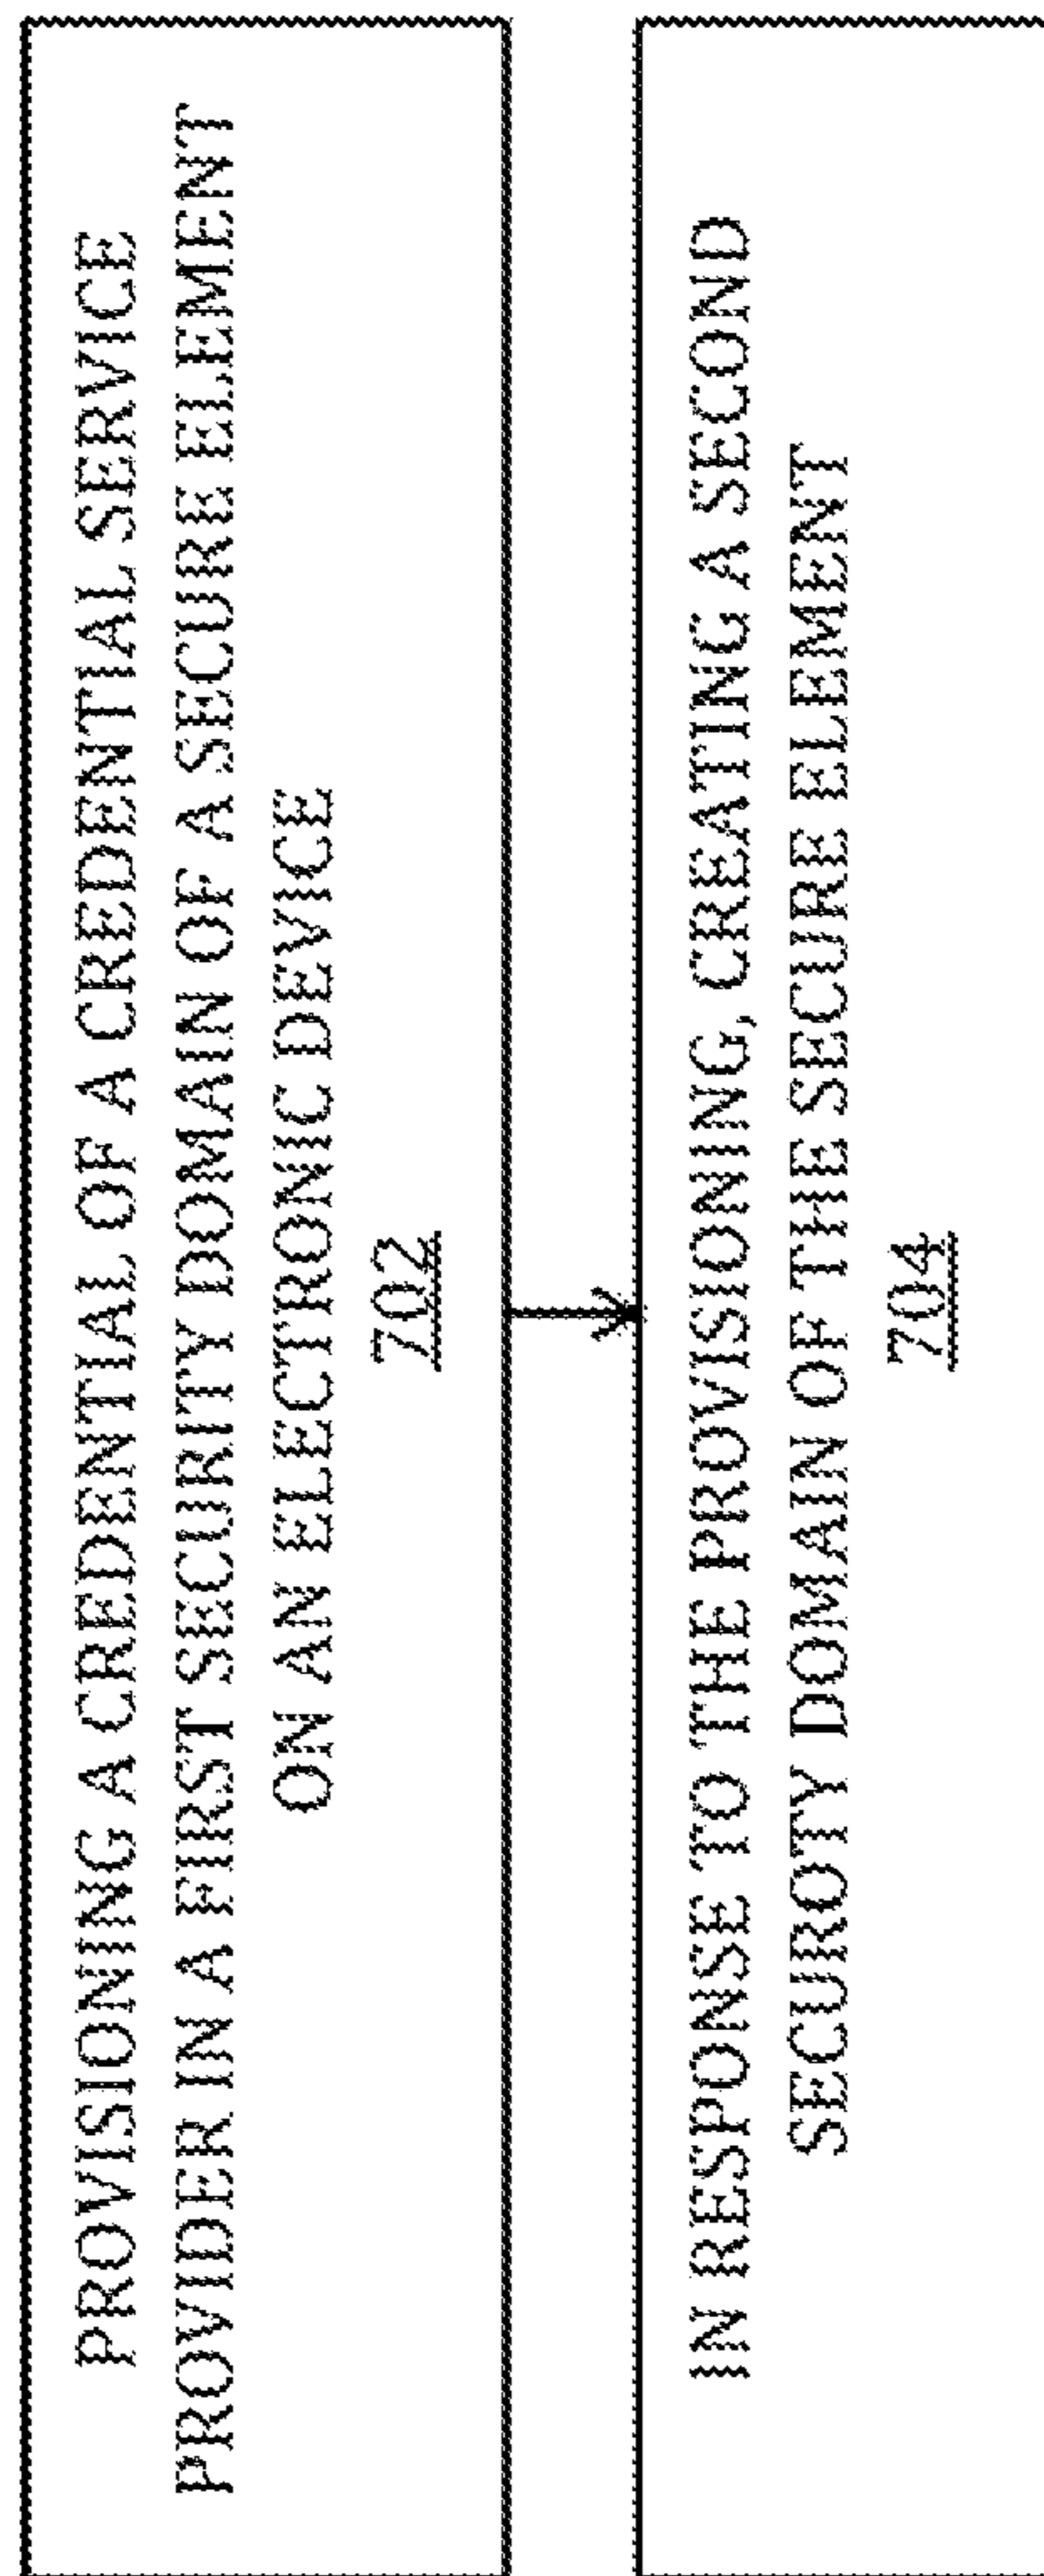 PROVISIONING A CREDENTIAL OF A CREDENTIAL SERVICE
PROVIDER IN A FIRST SECURITY DOMAIN OF A SECURE ELEMENT
ON AN ELECTRONIC DEVICE
702
IN RESPONSE TO THE PROVISIONING, CREATING A SECOND
SECUROTY DOMAIN OF THE SECURE ELEMENT
704